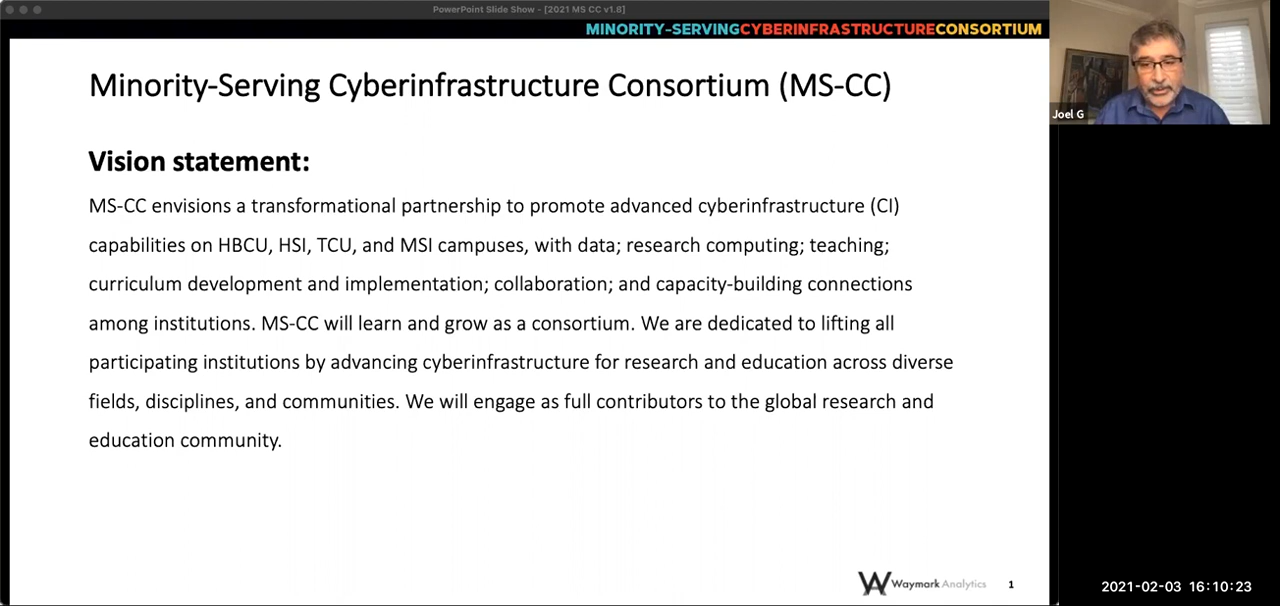 PowerPoint Slide Show - [2021 MS CC v1.8]
MINORITY-SERVINGCYBERINFRASTRUCTURECONSORTIUM
Minority-Serving Cyberinfrastructure Consortium (MS-CC)
Joel G
Vision statement:
MS-CC envisions a transformational partnership to promote advanced cyberinfrastructure (CI)
capabilities on HBCU, HSI, TCU, and MSI campuses, with data; research computing; teaching;
curriculum development and implementation; collaboration; and capacity-building connections
among institutions. MS-CC will learn and grow as a consortium. We are dedicated to lifting all
participating institutions by advancing cyberinfrastructure for research and education across diverse
fields, disciplines, and communities. We will engage as full contributors to the global research and
education community.
Waymark Analytics
1
2021-02-03 16:10:23